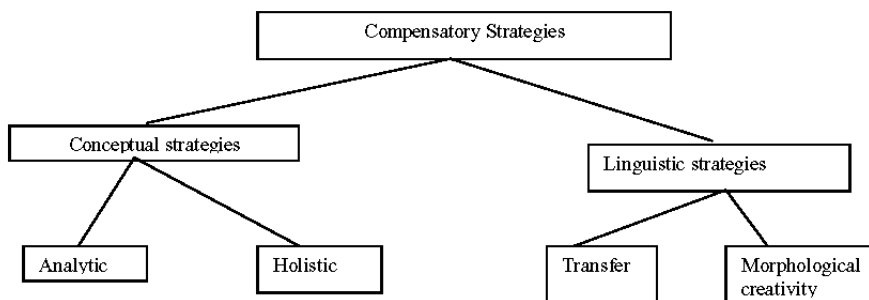 Compensatory Strategies
Conceptual strategies
Linguistic strategies
Analytic
Holistic
Transfer
Morphological
creativity